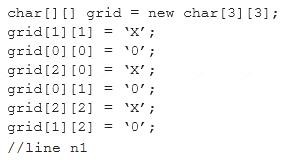 char[][] grid = new char[3][3];
grid[1][1] = ‘X’;
grid[0][0] = ‘O’;
grid[2][0] = ‘X’;
grid[0][1] = ‘O’;
grid[2][2] = ‘X’;
grid[1][2] = ‘O’;
//line n1